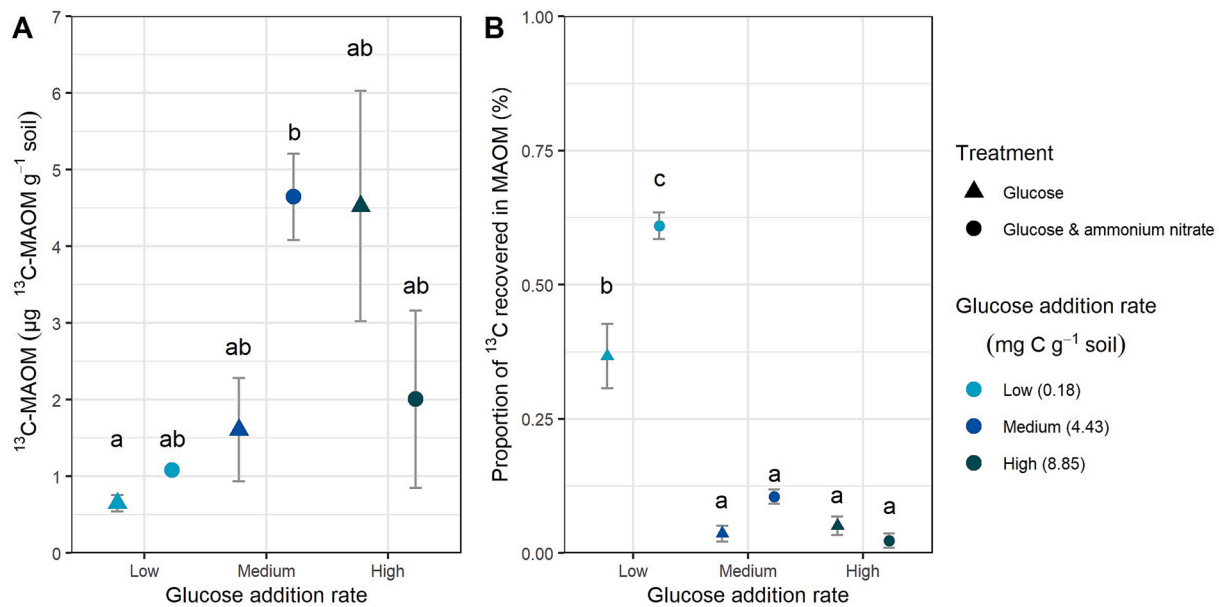 A
7
6
5
4
3
2
1
0
¹³C-MAOM (µg ¹³C-MAOM g⁻¹ soil)
a
ab
ab
b
ab
ab
Low Medium High
Glucose addition rate
B
1.00
0.75
0.50
0.25
0.00
Proportion of ¹³C recovered in MAOM (%)
b
c
a
a
a
a
Low Medium High
Glucose addition rate
Treatment
Glucose
Glucose & ammonium nitrate
Glucose addition rate
(mg C g⁻¹ soil)
Low (0.18)
Medium (4.43)
High (8.85)